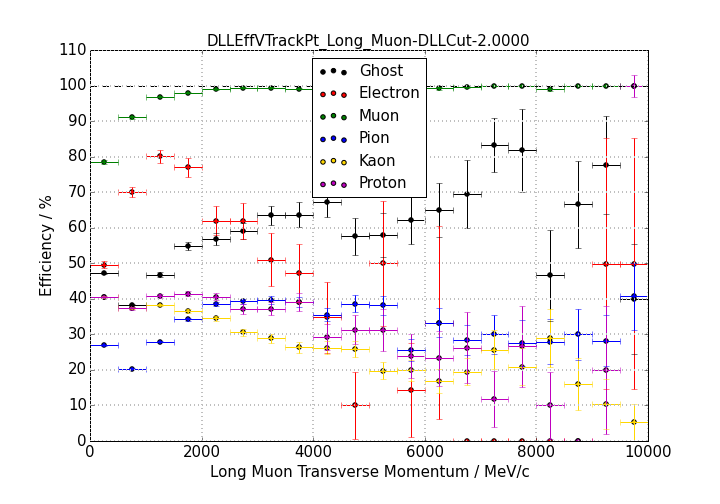 DLLEffVTrackPt_Long_Muon-DLLCut-2.0000
110
100
90
80
70
60
50
40
30
20
10
0
Efficiency / %
Ghost
Electron
Muon
Pion
Kaon
Proton
0 2000 4000 6000 8000 10000
Long Muon Transverse Momentum / MeV/c